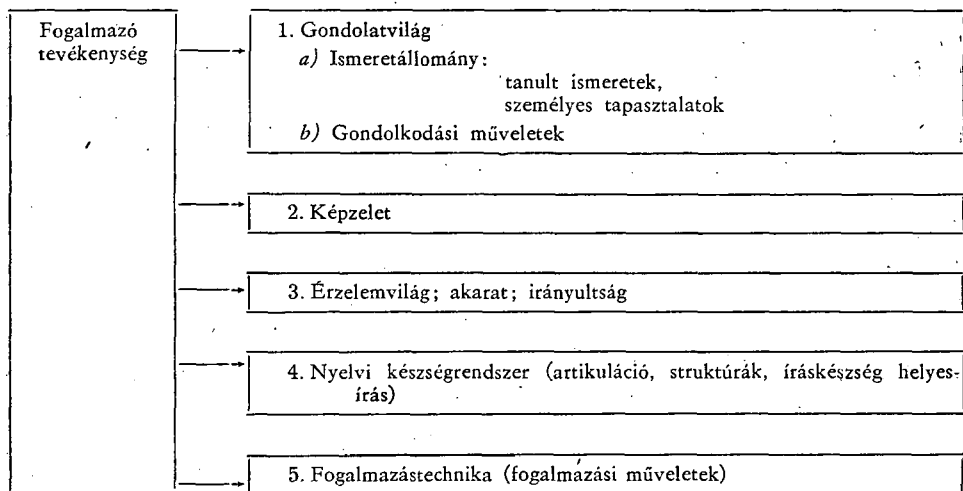 Fogalmazó
tevékenység
1. Gondolatvilág
a) Ismeretállomány:
tanult ismeretek,
személyes tapasztalatok
b) Gondolkodási műveletek
2. Képzelet
3. Érzelemvilág; akarat; irányultság
4. Nyelvi készségrendszer (artikuláció, struktúrák, íráskészség helyes-
írás)
5. Fogalmazástechnika (fogalmazási műveletek)